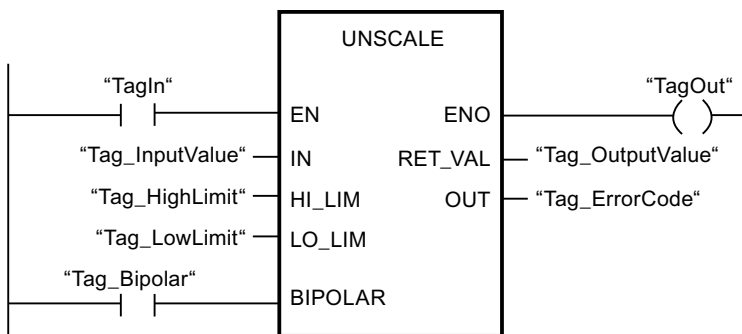 UNSCALE
“TagIn“
“TagOut“
EN ENO
“Tag_InputValue“ IN RET_VAL “Tag_OutputValue“
“Tag_HighLimit“ HI_LIM OUT “Tag_ErrorCode“
“Tag_LowLimit“ LO_LIM
“Tag_Bipolar“
BIPOLAR